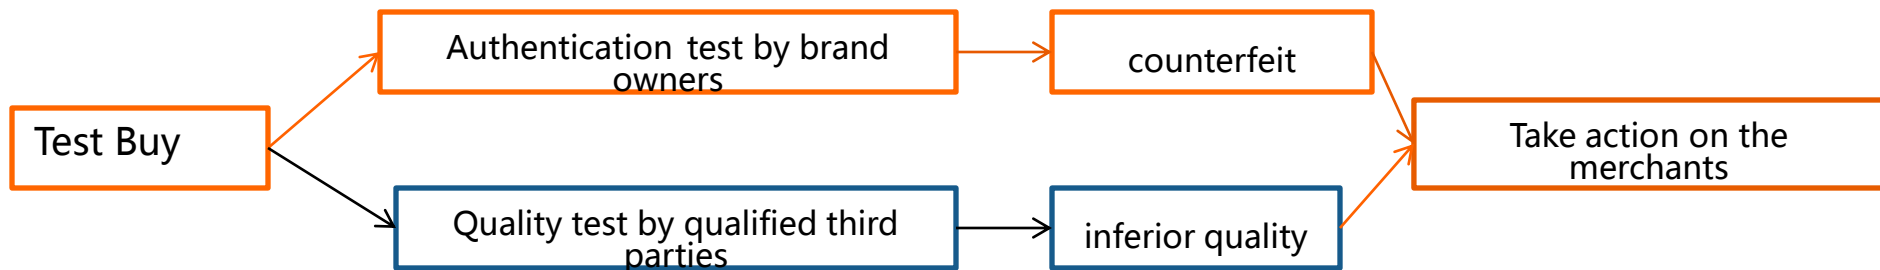 Authentication test by brand
owners
counterfeit
Test Buy
Take action on the
merchants
Quality test by qualified third
parties
inferior quality